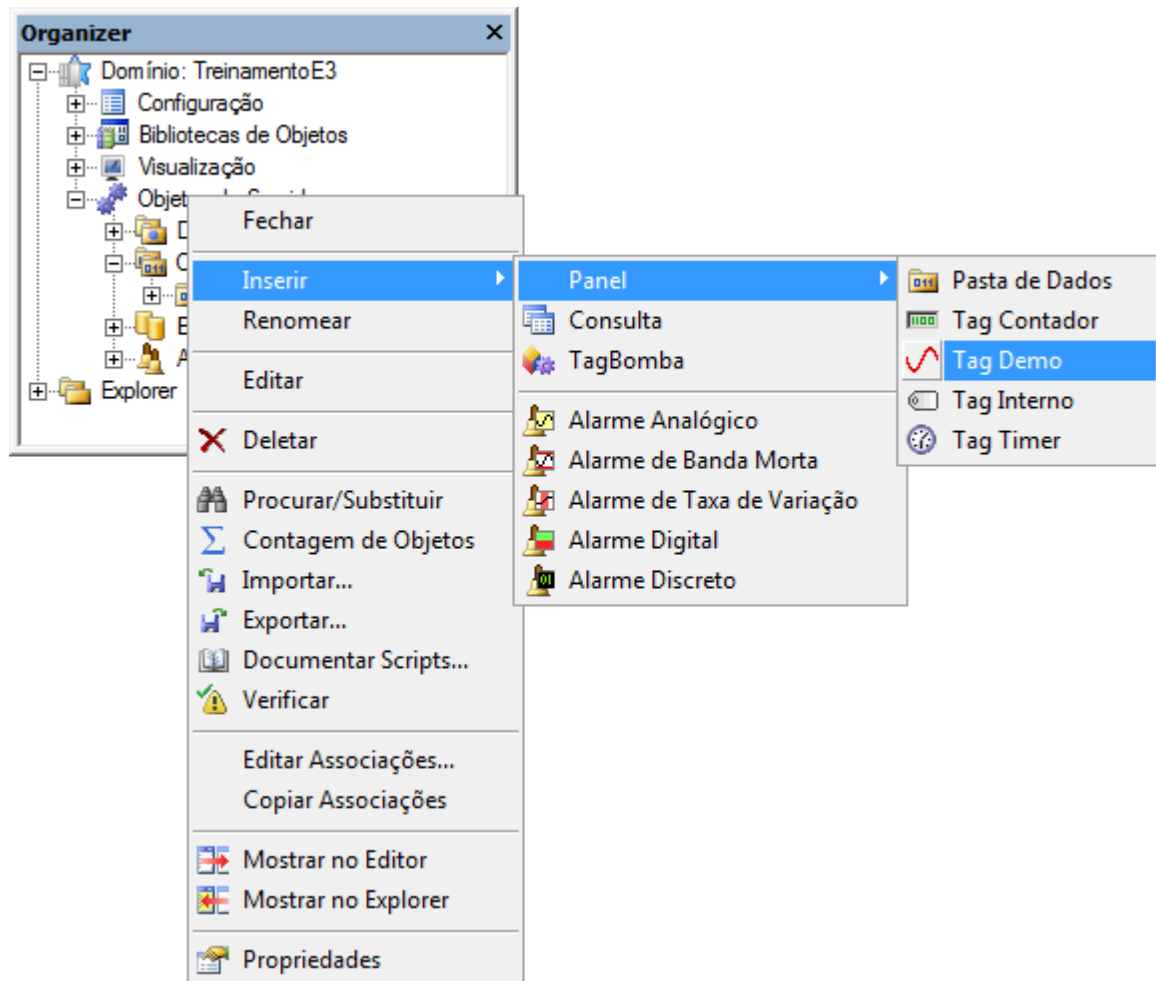 Organizer
Domínio: TreinamentoE3
Configuração
Bibliotecas de Objetos
Visualização
Explorer
Fechar
Inserir
Renomear
Editar
Deletar
Procurar/Substituir
Contagem de Objetos
Importar...
Exportar...
Documentar Scripts...
Verificar
Editar Associações...
Copiar Associações
Mostrar no Editor
Mostrar no Explorer
Propriedades
Panel
Consulta
TagBomba
Alarme Analógico
Alarme de Banda Morta
Alarme de Taxa de Variação
Alarme Digital
Alarme Discreto
Pasta de Dados
Tag Contador
Tag Demo
Tag Interno
Tag Timer